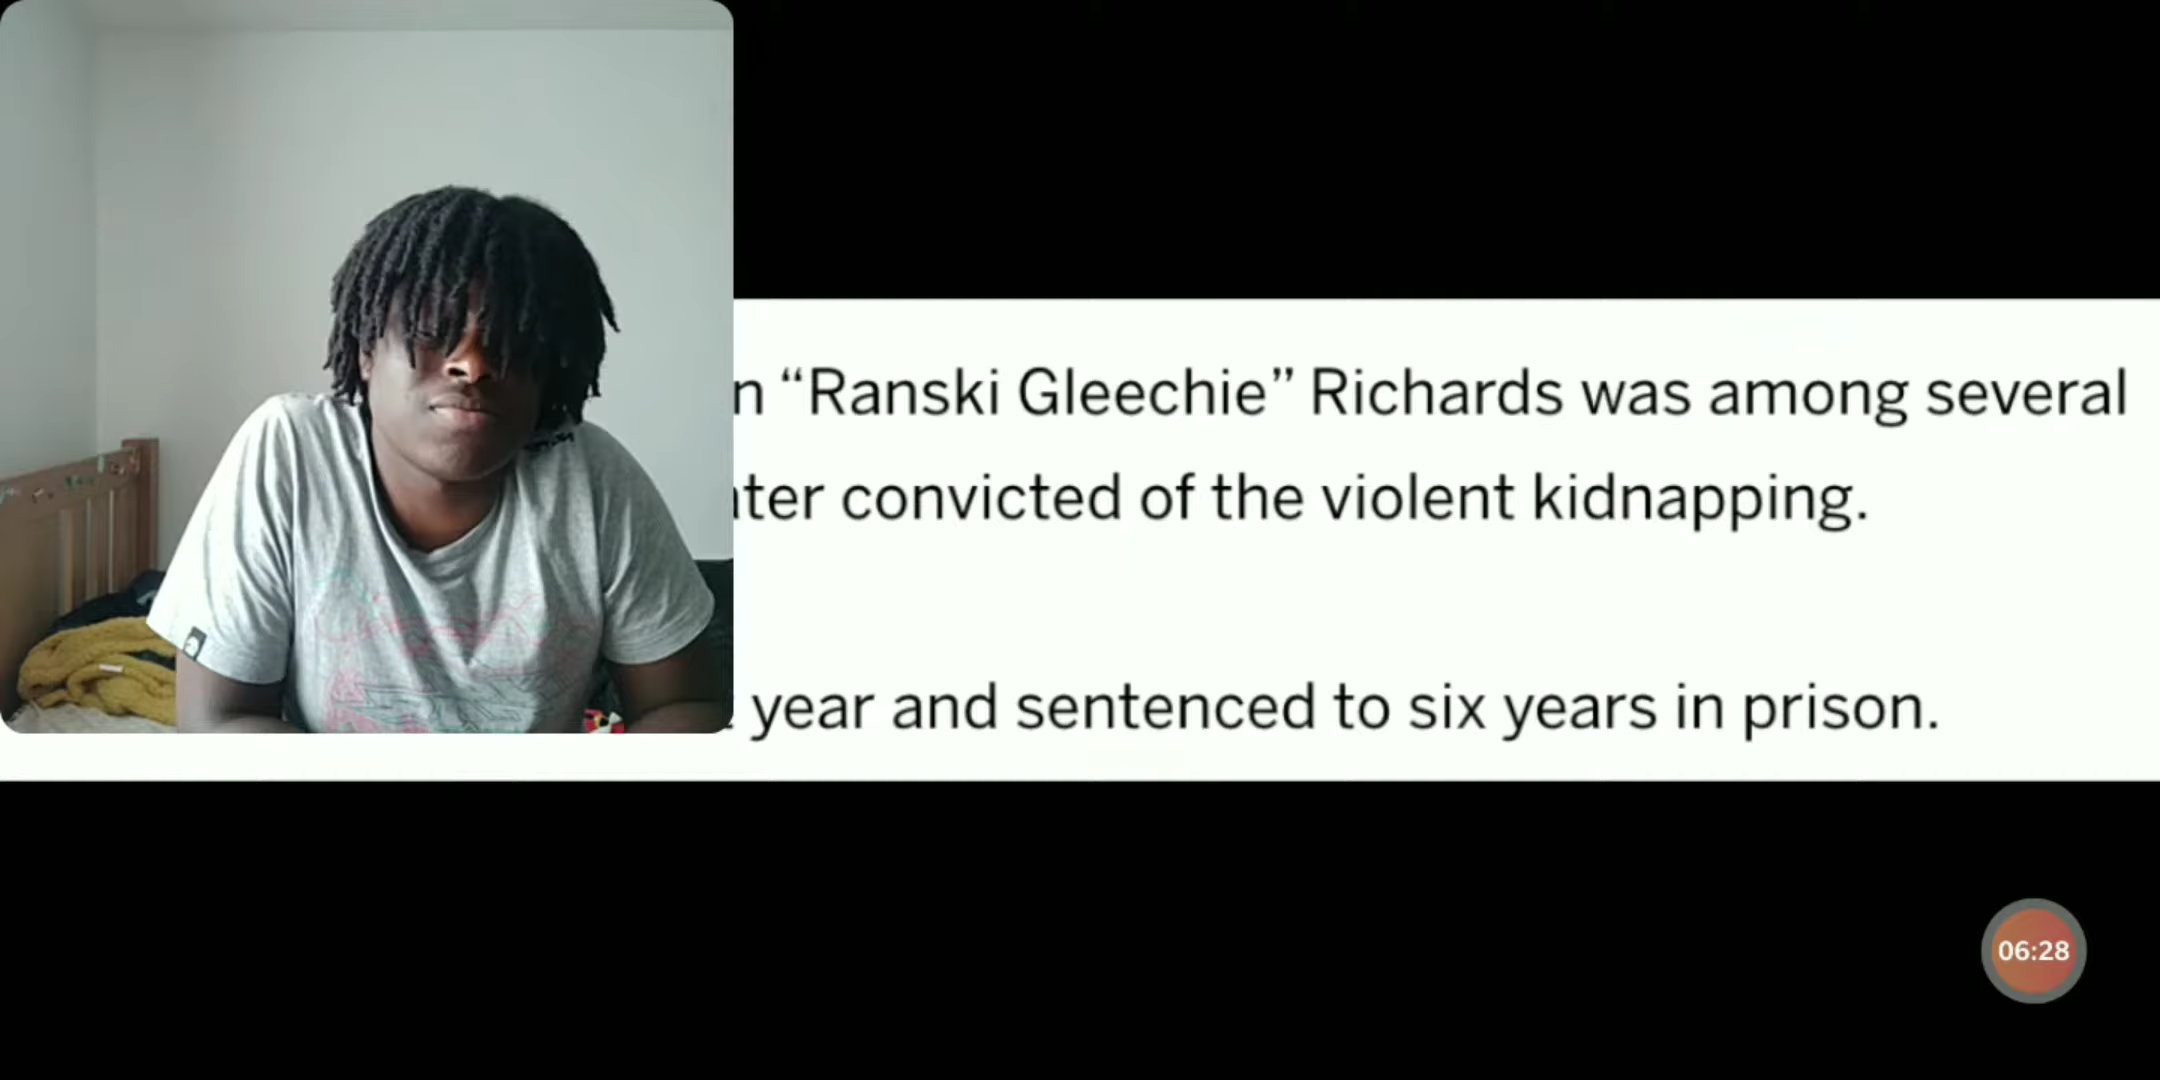 “Ranski Gleechie” Richards was among several
convicted of the violent kidnapping.
year and sentenced to six years in prison.
06:28